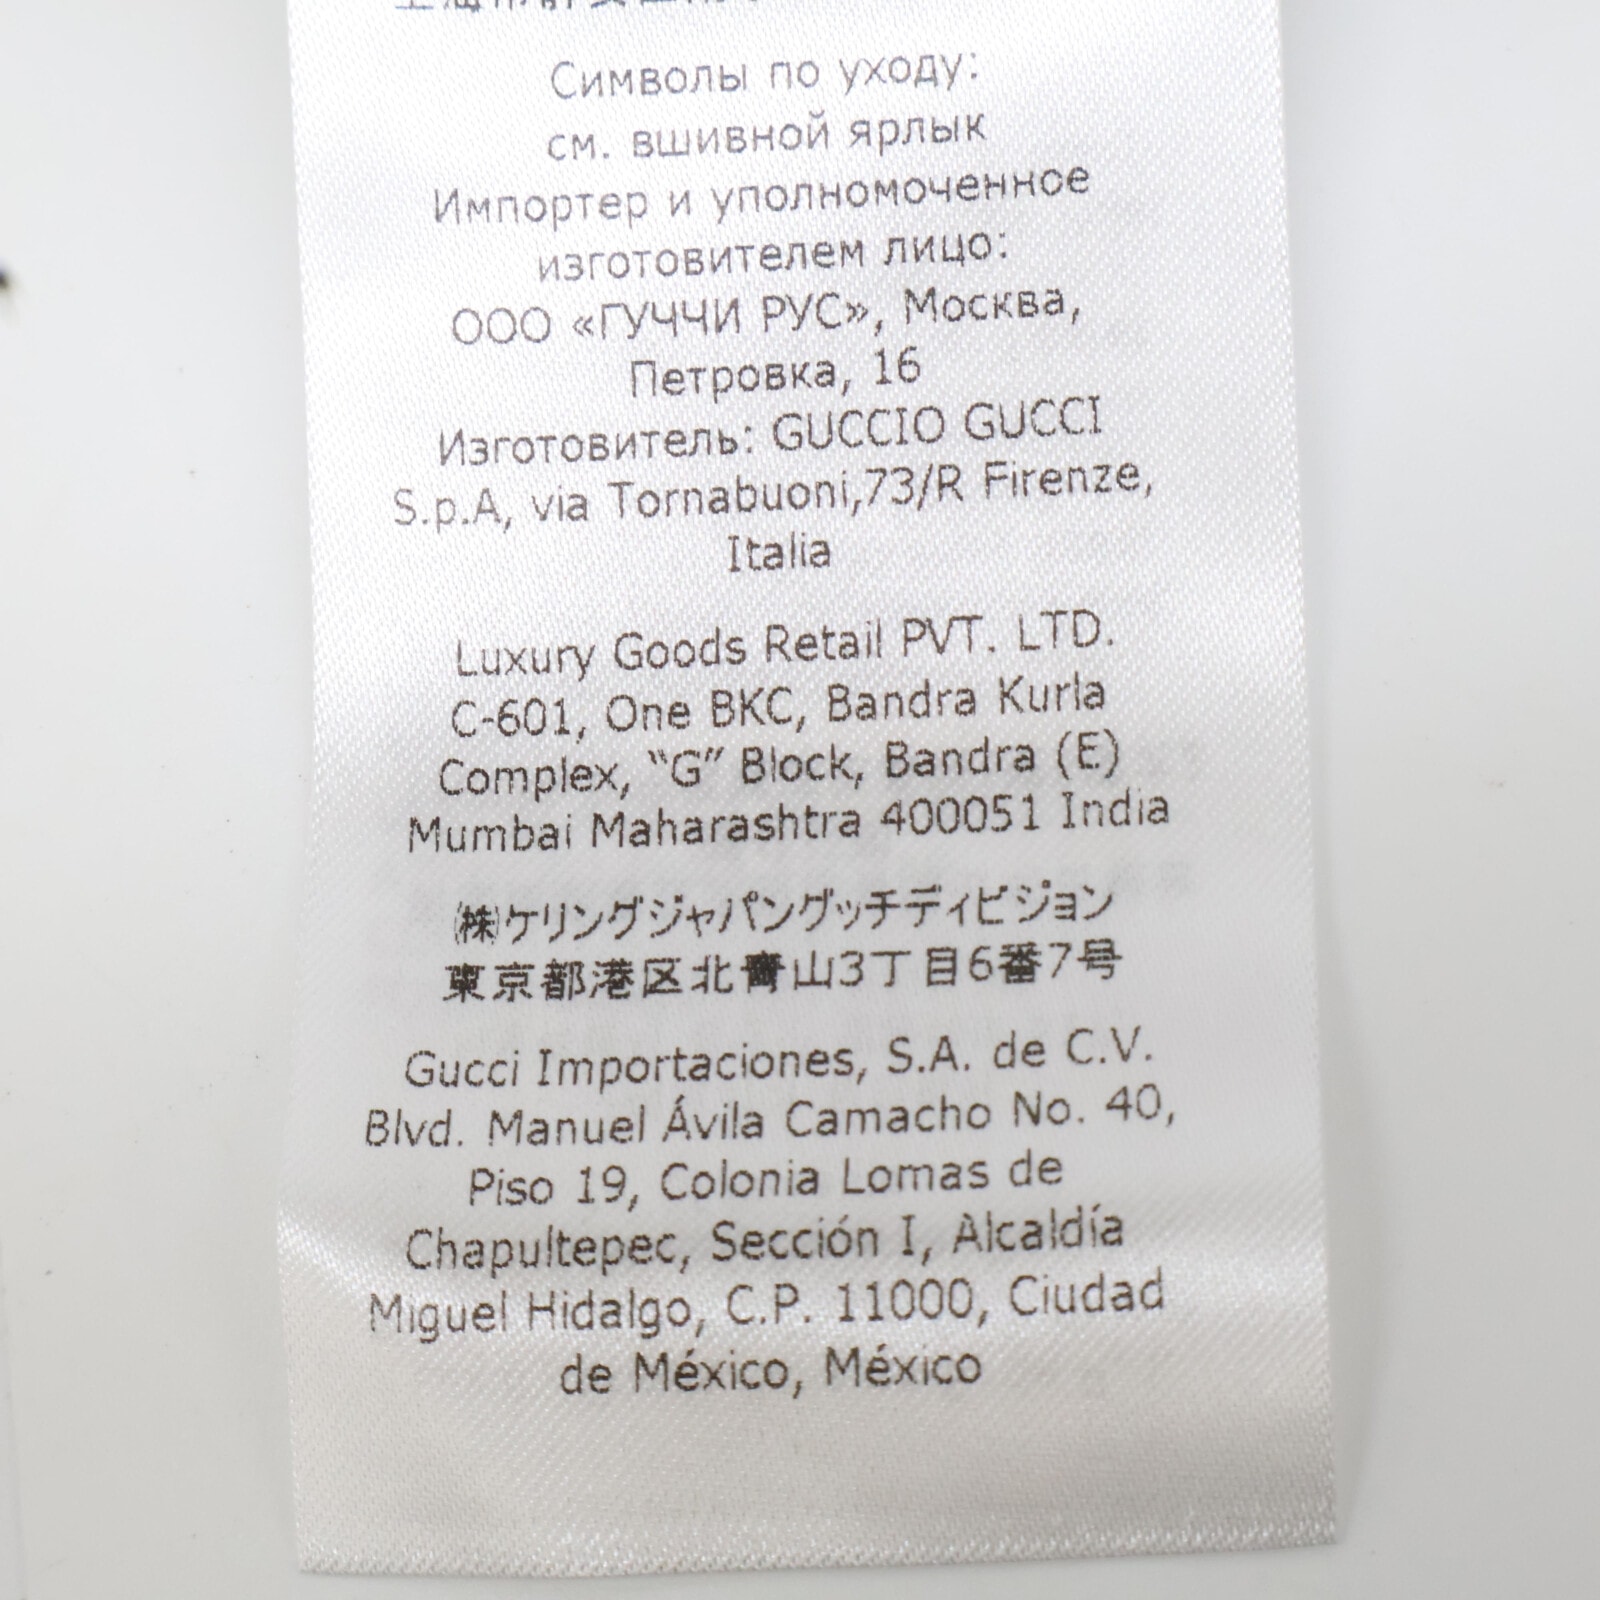 Символы по уходу:
см. вшивной ярлык
Импортер и уполномоченное
изготовителем лицо:
ООО «ГУЧЧИ РУС», Москва,
Петровка, 16
Изготовитель: GUCCIO GUCCI
S.p.A, via Tornabuoni,73/R Firenze,
Italia
Luxury Goods Retail PVT. LTD.
C-601, One BKC, Bandra Kurla
Complex, “G” Block, Bandra (E)
Mumbai Maharashtra 400051 India
㈱ケリングジャパングッチディビジョン
東京都港区北青山3丁目6番7号
Gucci Importaciones, S.A. de C.V.
Blvd. Manuel Ávila Camacho No. 40,
Piso 19, Colonia Lomas de
Chapultepec, Sección I, Alcaldía
Miguel Hidalgo, C.P. 11000, Ciudad
de México, México